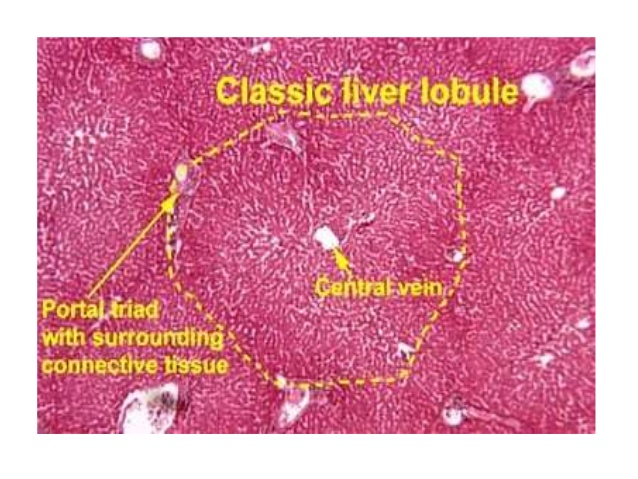 Classic liver lobule
Central vein
Portal triad
with surrounding
connective tissue